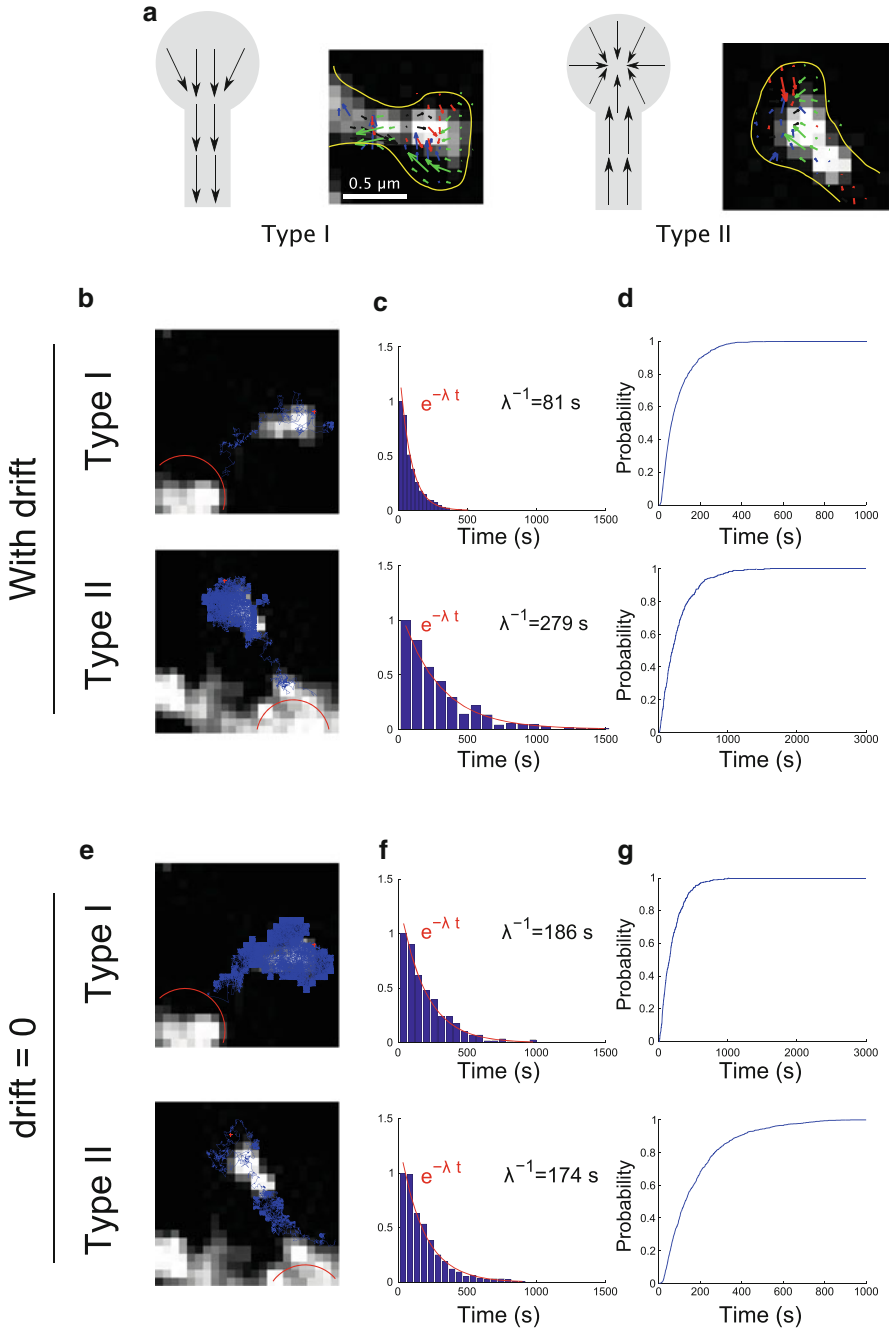 a
0.5 μm
Type I
Type II
b
c
d
With drift
Type I
1.5
1
0.5
0
0
500
1000
1500
e^−λ t
λ^−1=81 s
Time (s)
Probability
1
0.8
0.6
0.4
0.2
0
0
200
400
600
800
1000
Time (s)
Type II
1.5
1
0.5
0
0
500
1000
1500
e^−λ t
λ^−1=279 s
Time (s)
Probability
1
0.8
0.6
0.4
0.2
0
0
1000
2000
3000
Time (s)
drift = 0
e
f
g
Type I
1.5
1
0.5
0
0
500
1000
1500
e^−λ t
λ^−1=186 s
Time (s)
Probability
1
0.8
0.6
0.4
0.2
0
0
1000
2000
3000
Time (s)
Type II
1.5
1
0.5
0
0
500
1000
1500
e^−λ t
λ^−1=174 s
Time (s)
Probability
1
0.8
0.6
0.4
0.2
0
0
200
400
600
800
1000
Time (s)